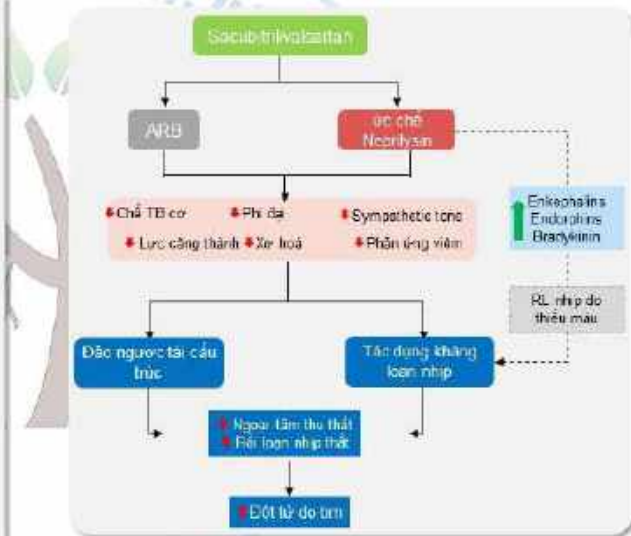 Sacubitril/valsartan
ARB
ức chế
Neprilysin
Chế TB cơ
Phì đại
Sympathetic tone
Lực căng thành
Xơ hoá
Phản ứng viêm
Enkephalins
Endorphins
Bradykinin
RL nhịp do
thiếu máu
Đảo ngược tái cấu
trúc
Tác dụng kháng
loạn nhịp
Ngoại tâm thu thất
Rối loạn nhịp thất
Đột tử do tim